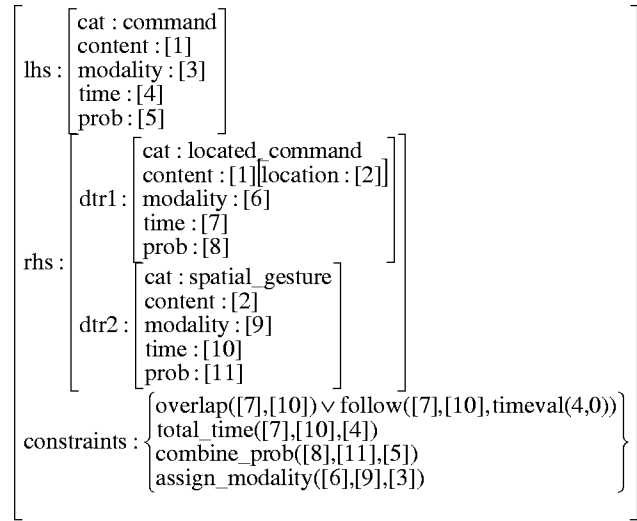 lhs :
cat : command
content : [1]
modality : [3]
time : [4]
prob : [5]
rhs :
dtr1 :
cat : located_command
content : [1][location : [2]]
modality : [6]
time : [7]
prob : [8]
dtr2 :
cat : spatial_gesture
content : [2]
modality : [9]
time : [10]
prob : [11]
constraints :
overlap([7],[10]) ∨ follow([7],[10],timeval(4,0))
total_time([7],[10],[4])
combine_prob([8],[11],[5])
assign_modality([6],[9],[3])